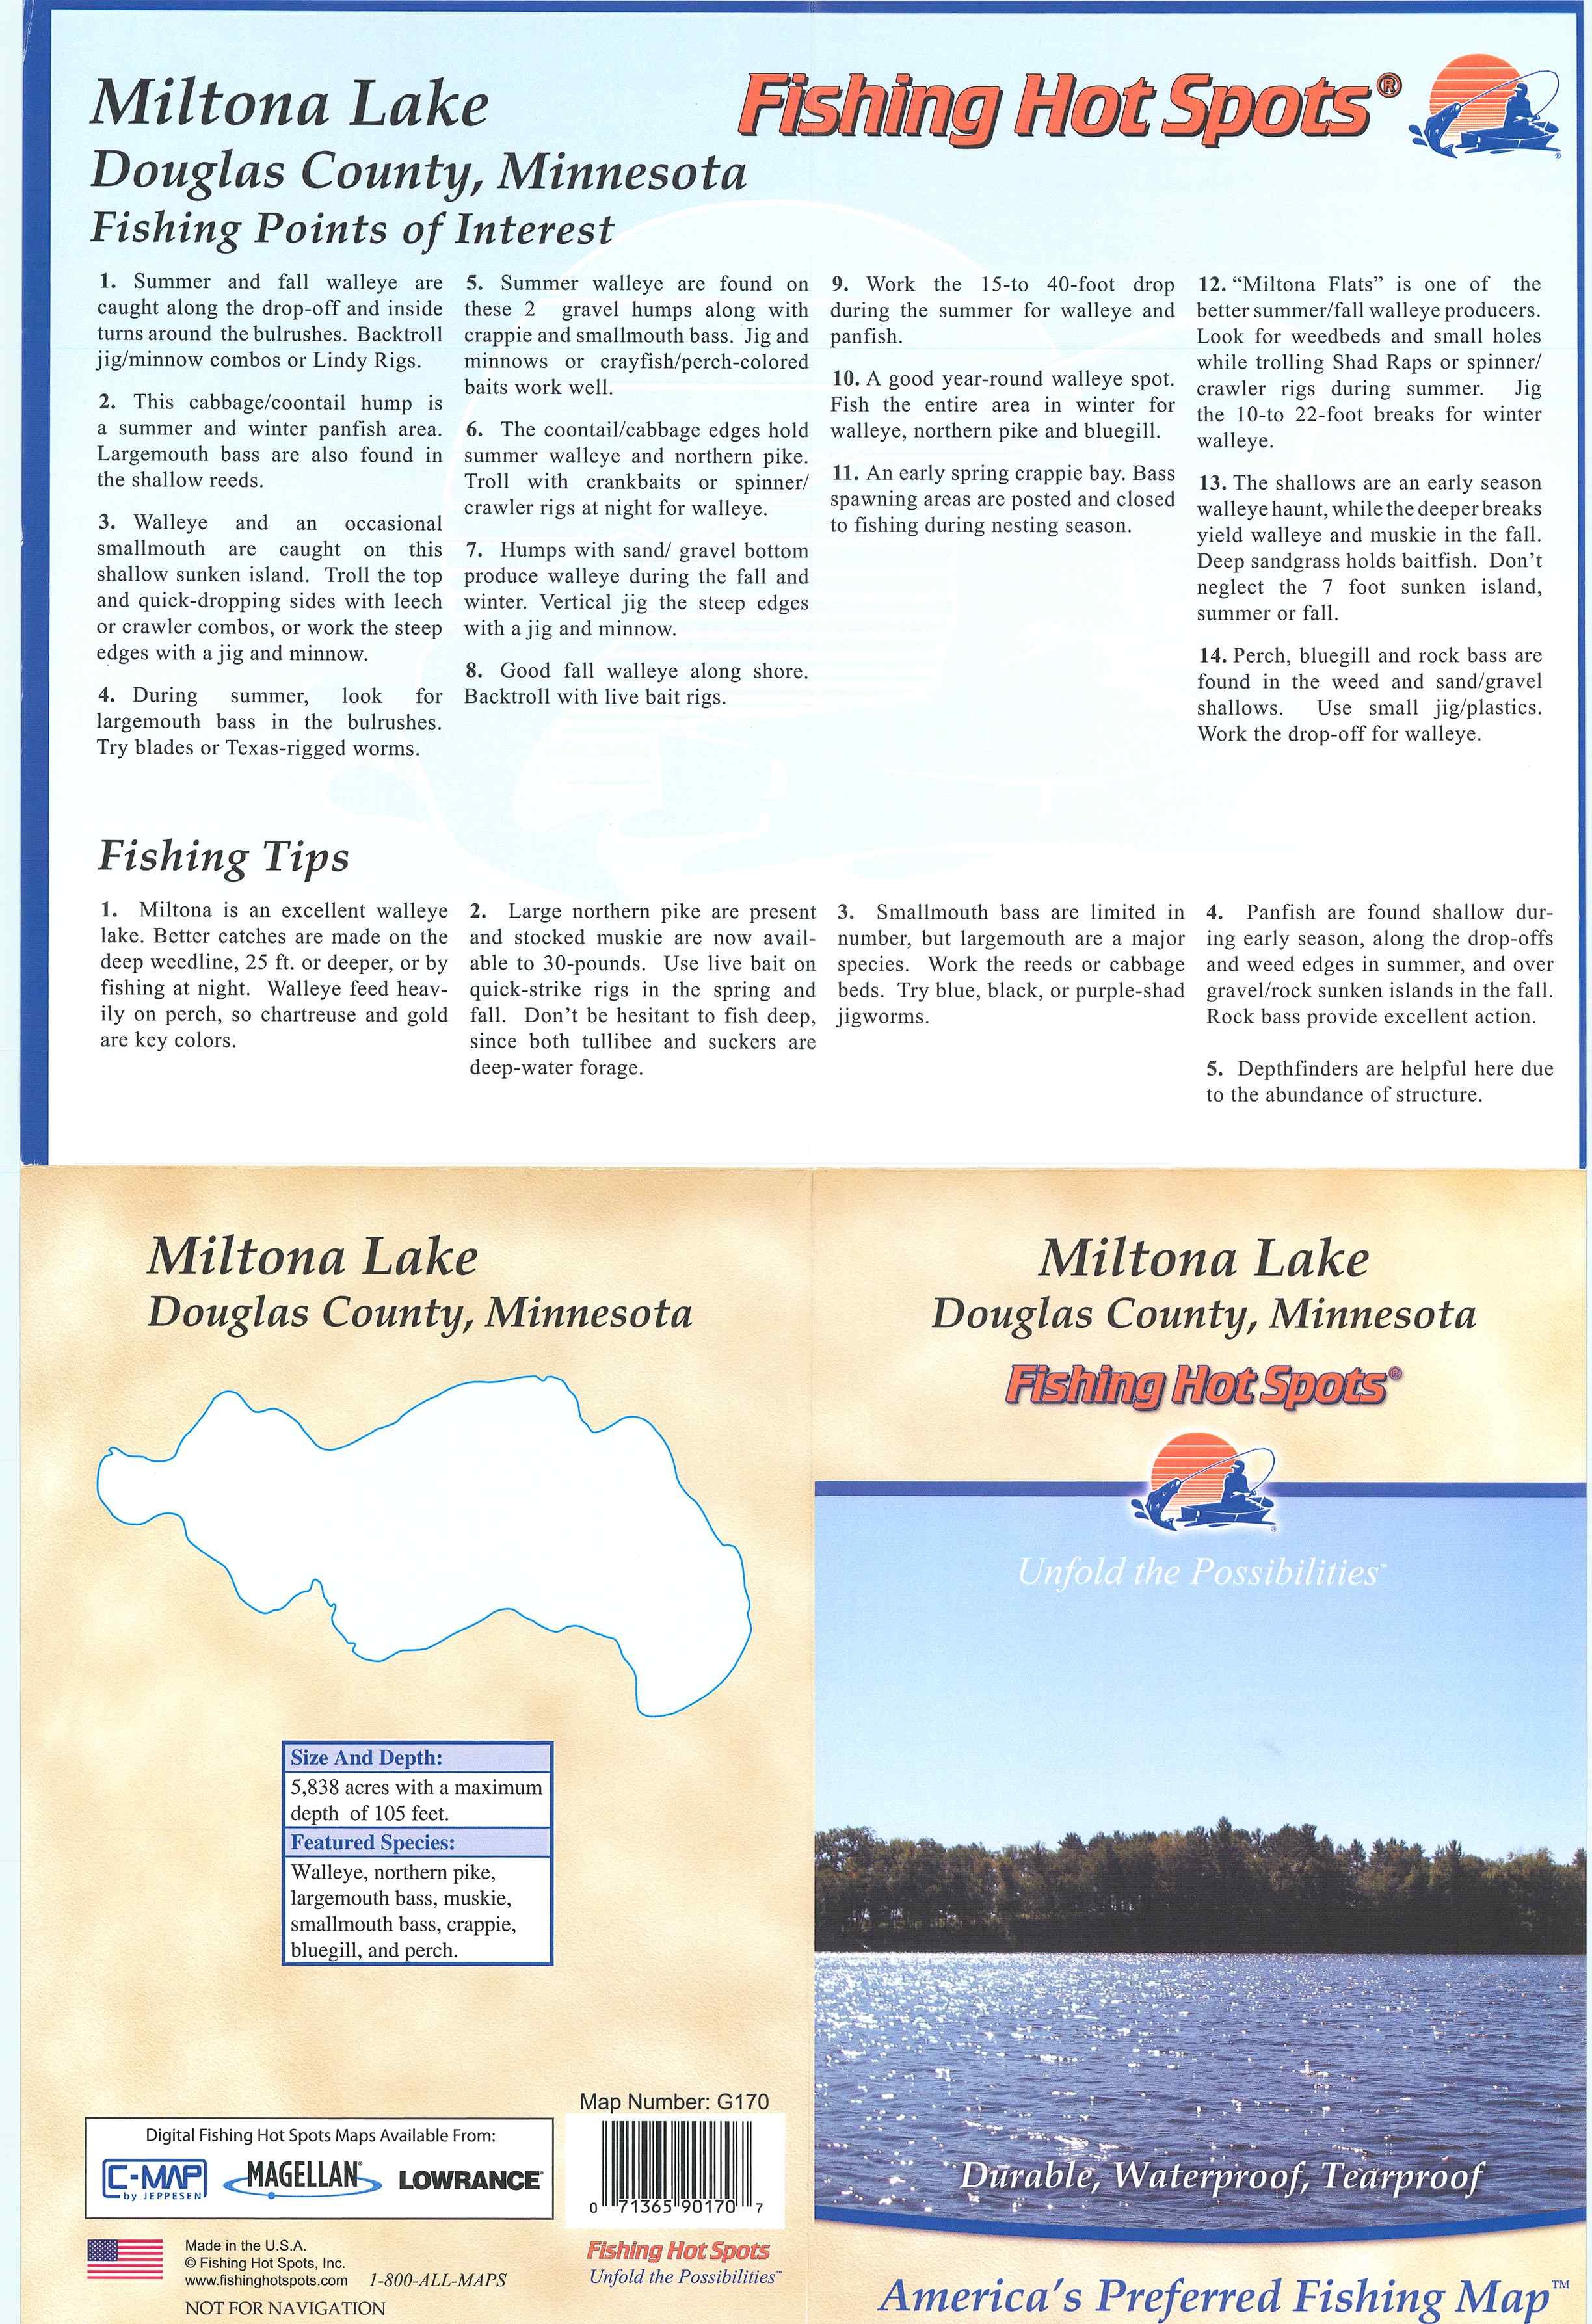 Miltona Lake
Douglas County, Minnesota
Fishing Points of Interest
Fishing Hot Spots®
1. Summer and fall walleye are
caught along the drop-off and inside
turns around the bulrushes. Backtroll
jig/minnow combos or Lindy Rigs.
2. This cabbage/coontail hump is
a summer and winter panfish area.
Largemouth bass are also found in
the shallow reeds.
3. Walleye and an occasional
smallmouth are caught on this
shallow sunken island. Troll the top
and quick-dropping sides with leech
or crawler combos, or work the steep
edges with a jig and minnow.
4. During summer, look for
largemouth bass in the bulrushes.
Try blades or Texas-rigged worms.
5. Summer walleye are found on
these 2 gravel humps along with
crappie and smallmouth bass. Jig and
minnows or crayfish/perch-colored
baits work well.
6. The coontail/cabbage edges hold
summer walleye and northern pike.
Troll with crankbaits or spinner/
crawler rigs at night for walleye.
7. Humps with sand/ gravel bottom
produce walleye during the fall and
winter. Vertical jig the steep edges
with a jig and minnow.
8. Good fall walleye along shore.
Backtroll with live bait rigs.
9. Work the 15-to 40-foot drop
during the summer for walleye and
panfish.
10. A good year-round walleye spot.
Fish the entire area in winter for
walleye, northern pike and bluegill.
11. An early spring crappie bay. Bass
spawning areas are posted and closed
to fishing during nesting season.
12. "Miltona Flats" is one of the
better summer/fall walleye producers.
Look for weedbeds and small holes
while trolling Shad Raps or spinner/
crawler rigs during summer. Jig
the 10-to 22-foot breaks for winter
walleye.
13. The shallows are an early season
walleye haunt, while the deeper breaks
yield walleye and muskie in the fall.
Deep sandgrass holds baitfish. Don't
neglect the 7 foot sunken island,
summer or fall.
14. Perch, bluegill and rock bass are
found in the weed and sand/gravel
shallows. Use small jig/plastics.
Work the drop-off for walleye.
Fishing Tips
1. Miltona is an excellent walleye
lake. Better catches are made on the
deep weedline, 25 ft. or deeper, or by
fishing at night. Walleye feed heav-
ily on perch, so chartreuse and gold
are key colors.
2. Large northern pike are present
and stocked muskie are now avail-
able to 30-pounds. Use live bait on
quick-strike rigs in the spring and
fall. Don't be hesitant to fish deep,
since both tullibee and suckers are
deep-water forage.
3. Smallmouth bass are limited in
number, but largemouth are a major
species. Work the reeds or cabbage
beds. Try blue, black, or purple-shad
jigworms.
4. Panfish are found shallow dur-
ing early season, along the drop-offs
and weed edges in summer, and over
gravel/rock sunken islands in the fall.
Rock bass provide excellent action.
5. Depthfinders are helpful here due
to the abundance of structure.
Miltona Lake
Douglas County, Minnesota
Size And Depth:
5,838 acres with a maximum
depth of 105 feet.
Featured Species:
Walleye, northern pike,
largemouth bass, muskie,
smallmouth bass, crappie,
bluegill, and perch.
Map Number: G170
Digital Fishing Hot Spots Maps Available From:
C-MAP
by JEPPESEN
MAGELLAN®
LOWRANCE®
0 71365 90170 7
Made in the U.S.A.
© Fishing Hot Spots, Inc.
www.fishinghotspots.com 1-800-ALL-MAPS
NOT FOR NAVIGATION
Fishing Hot Spots
Unfold the Possibilities™
Miltona Lake
Douglas County, Minnesota
Fishing Hot Spots®
Unfold the Possibilities™
Durable, Waterproof, Tearproof
America's Preferred Fishing Map™